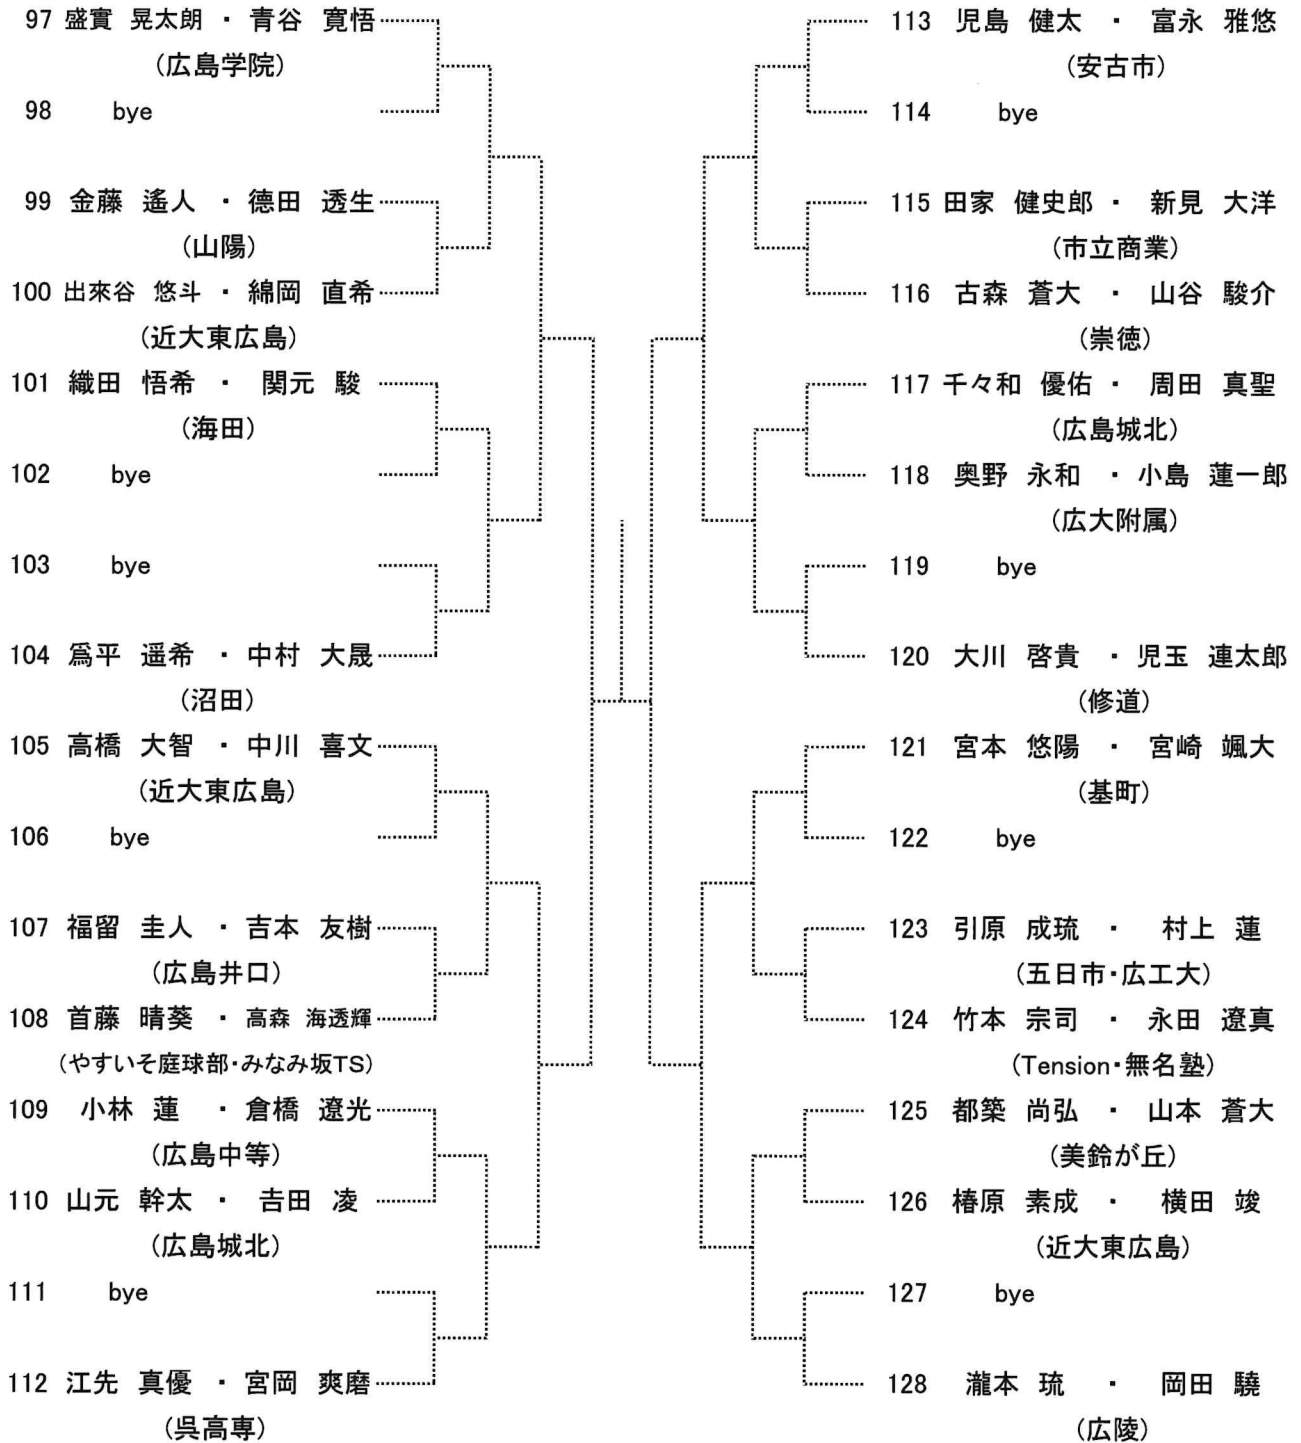 97 盛實 晃太朗 ・ 青谷 寛悟
(広島学院)
98 bye
99 金藤 遙人 ・ 德田 透生
(山陽)
100 出來谷 悠斗 ・ 綿岡 直希
(近大東広島)
101 織田 悟希 ・ 関元 駿
(海田)
102 bye
103 bye
104 爲平 遥希 ・ 中村 大晟
(沼田)
105 高橋 大智 ・ 中川 喜文
(近大東広島)
106 bye
107 福留 圭人 ・ 吉本 友樹
(広島井口)
108 首藤 晴葵 ・ 高森 海透輝
(やすいそ庭球部・みなみ坂TS)
109 小林 蓮 ・ 倉橋 遼光
(広島中等)
110 山元 幹太 ・ 吉田 凌
(広島城北)
111 bye
112 江先 真優 ・ 宮岡 爽磨
(呉高専)
113 児島 健太 ・ 富永 雅悠
(安古市)
114 bye
115 田家 健史郎 ・ 新見 大洋
(市立商業)
116 古森 蒼大 ・ 山谷 駿介
(崇徳)
117 千々和 優佑 ・ 周田 真聖
(広島城北)
118 奥野 永和 ・ 小島 蓮一郎
(広大附属)
119 bye
120 大川 啓貴 ・ 児玉 連太郎
(修道)
121 宮本 悠陽 ・ 宮崎 颯大
(基町)
122 bye
123 引原 成琉 ・ 村上 蓮
(五日市・広工大)
124 竹本 宗司 ・ 永田 遼真
(Tension・無名塾)
125 都築 尚弘 ・ 山本 蒼大
(美鈴が丘)
126 椿原 素成 ・ 横田 竣
(近大東広島)
127 bye
128 瀧本 琉 ・ 岡田 驍
(広陵)